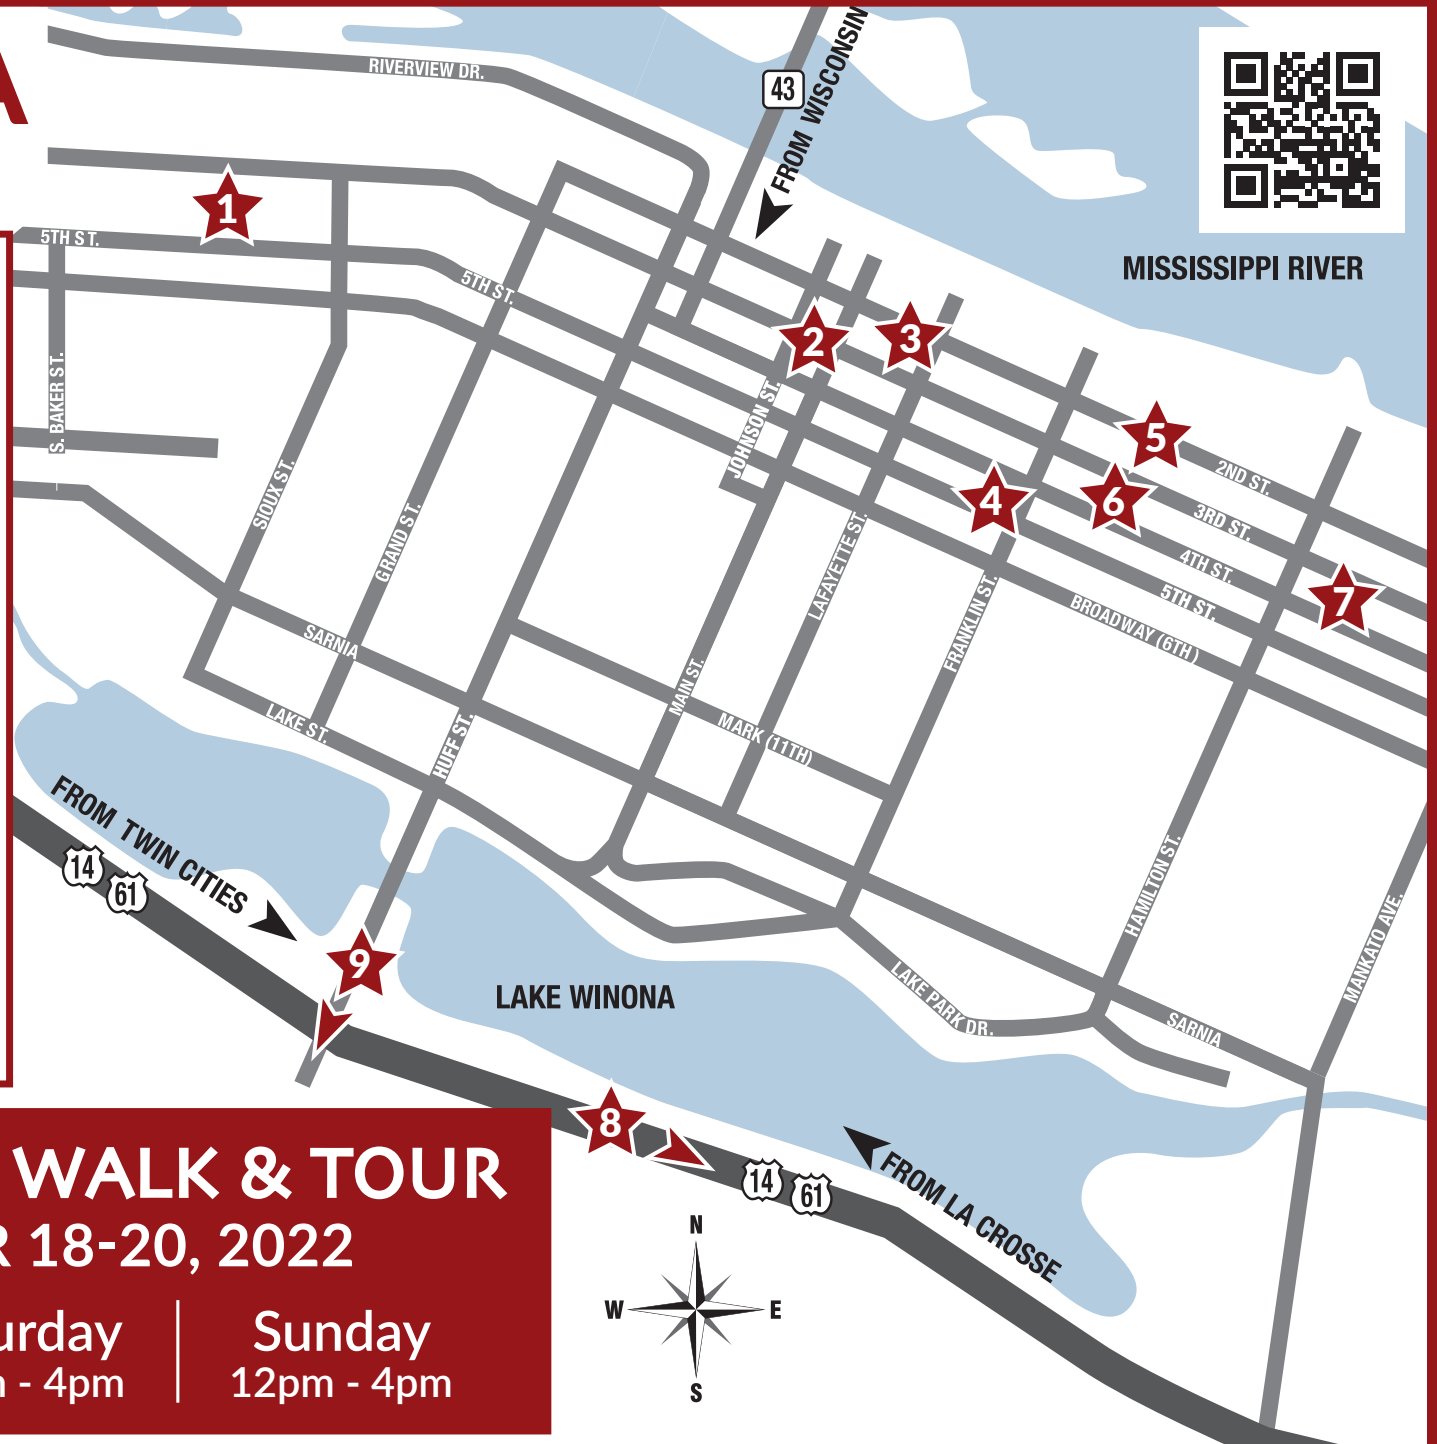 A
RIVERVIEW DR.
43
FROM WISCONSIN
MISSISSIPPI RIVER
1
5TH ST.
5TH ST.
2
3
S. BAKER ST.
JOHNSON ST.
5
2ND ST.
SIOUX ST.
GRAND ST.
4
6
3RD ST.
LAFAYETTE ST.
4TH ST.
5TH ST.
7
FRANKLIN ST.
BROADWAY (6TH)
SARNIA
MAIN ST.
LAKE ST.
HUFF ST.
MARK (11TH)
FROM TWIN CITIES
14
61
HAMILTON ST.
MANKATO AVE.
9
LAKE WINONA
LAKE PARK DR.
SARNIA
8
14
61
FROM LA CROSSE
WALK & TOUR
R 18-20, 2022
urday
Sunday
- 4pm
12pm - 4pm
N
W
E
S